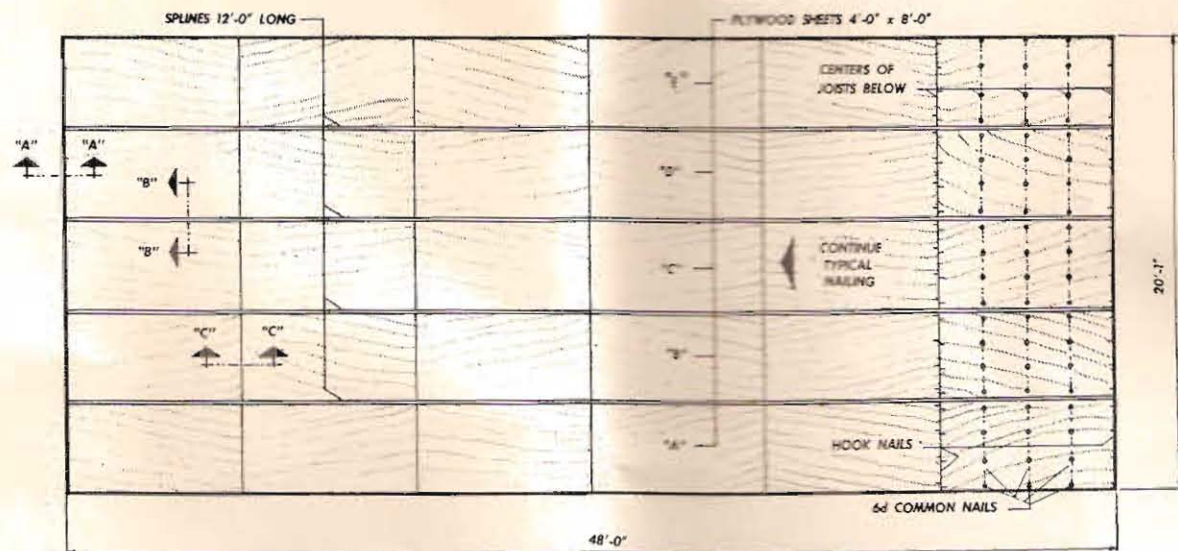 SPLINES 12'-0" LONG
PLYWOOD SHEETS 4'-0" x 8'-0"
"E"
CENTERS OF
JOISTS BELOW
"A" "A"
"B"
"D"
"B"
"C"
CONTINUE
TYPICAL
NAILING
20'-1"
"C" "C"
"B"
"A"
HOOK NAILS
6d COMMON NAILS
48'-0"